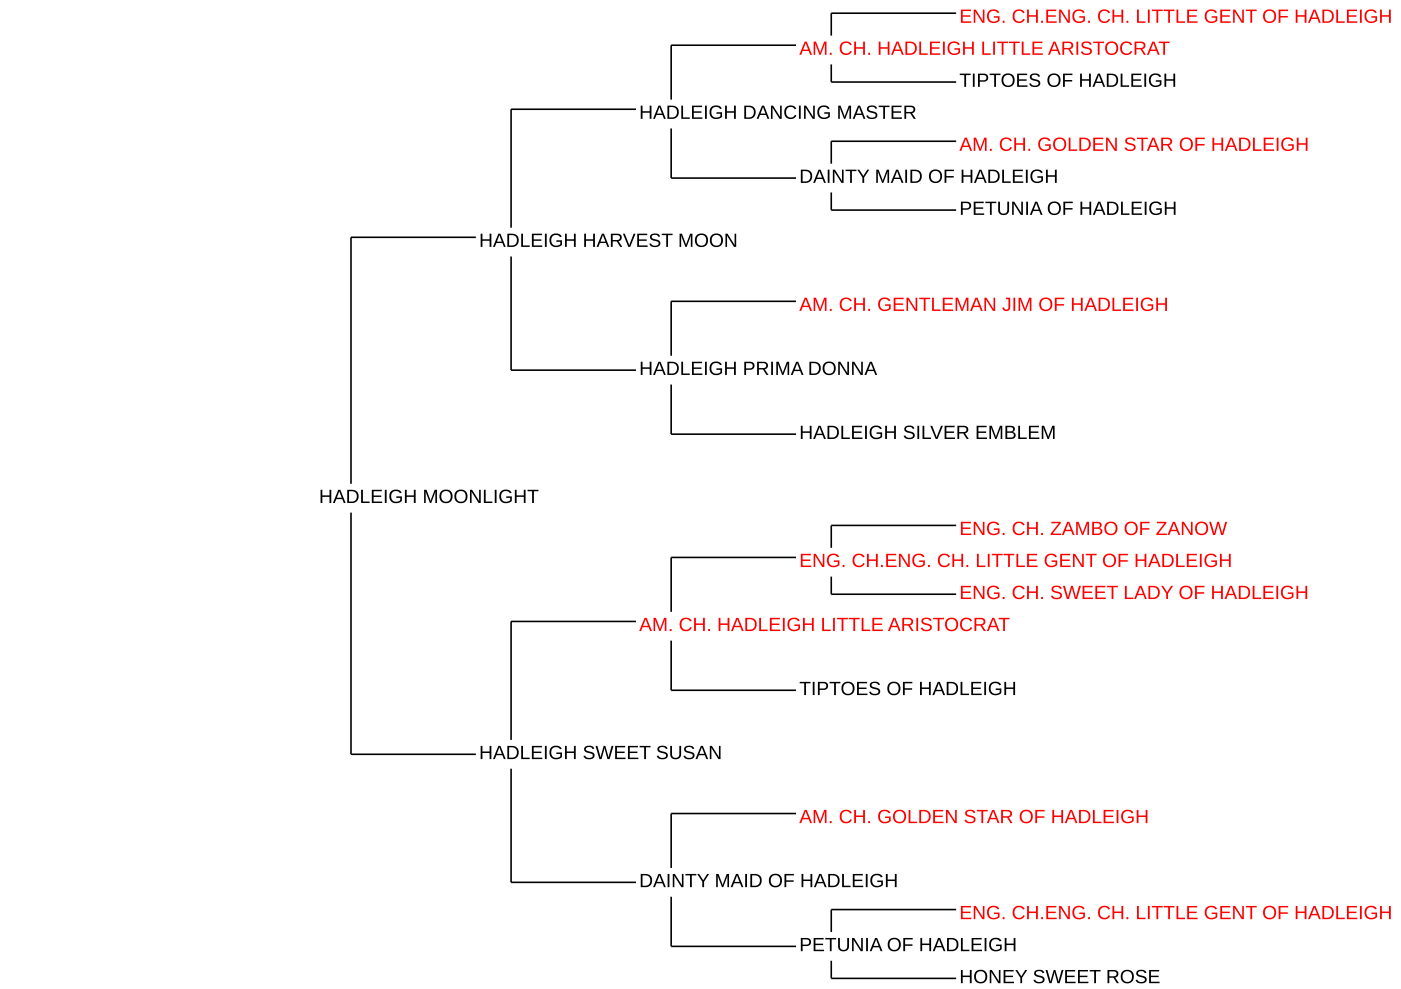 ENG. CH.ENG. CH. LITTLE GENT OF HADLEIGH
AM. CH. HADLEIGH LITTLE ARISTOCRAT
TIPTOES OF HADLEIGH
HADLEIGH DANCING MASTER
AM. CH. GOLDEN STAR OF HADLEIGH
DAINTY MAID OF HADLEIGH
PETUNIA OF HADLEIGH
HADLEIGH HARVEST MOON
AM. CH. GENTLEMAN JIM OF HADLEIGH
HADLEIGH PRIMA DONNA
HADLEIGH SILVER EMBLEM
HADLEIGH MOONLIGHT
ENG. CH. ZAMBO OF ZANOW
ENG. CH.ENG. CH. LITTLE GENT OF HADLEIGH
ENG. CH. SWEET LADY OF HADLEIGH
AM. CH. HADLEIGH LITTLE ARISTOCRAT
TIPTOES OF HADLEIGH
HADLEIGH SWEET SUSAN
AM. CH. GOLDEN STAR OF HADLEIGH
DAINTY MAID OF HADLEIGH
ENG. CH.ENG. CH. LITTLE GENT OF HADLEIGH
PETUNIA OF HADLEIGH
HONEY SWEET ROSE